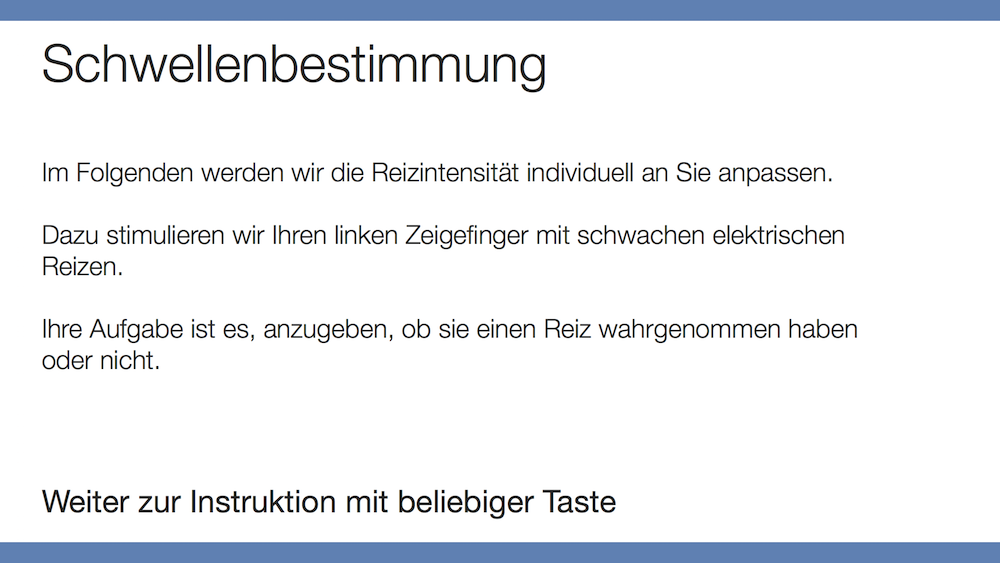 Schwellenbestimmung
Im Folgenden werden wir die Reizintensität individuell an Sie anpassen.
Dazu stimulieren wir Ihren linken Zeigefinger mit schwachen elektrischen
Reizen.
Ihre Aufgabe ist es, anzugeben, ob sie einen Reiz wahrgenommen haben
oder nicht.
Weiter zur Instruktion mit beliebiger Taste